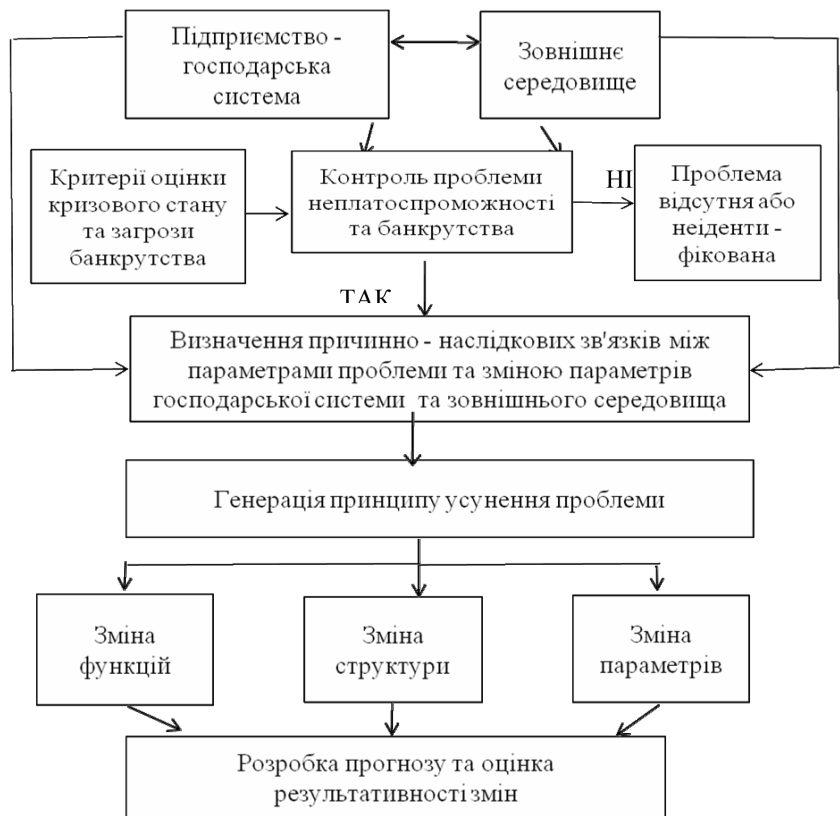 Підприємство -
господарська
система
Зовнішнє
середовище
Критерії оцінки
кризового стану
та загрози
банкрутства
Контроль проблеми
неплатоспроможності
та банкрутства
НІ
Проблема
відсутня або
неіденти -
фікована
ТАК
Визначення причинно - наслідкових зв'язків між
параметрами проблеми та зміною параметрів
господарської системи та зовнішнього середовища
Генерація принципу усунення проблеми
Зміна
функцій
Зміна
структури
Зміна
параметрів
Розробка прогнозу та оцінка
результативності змін